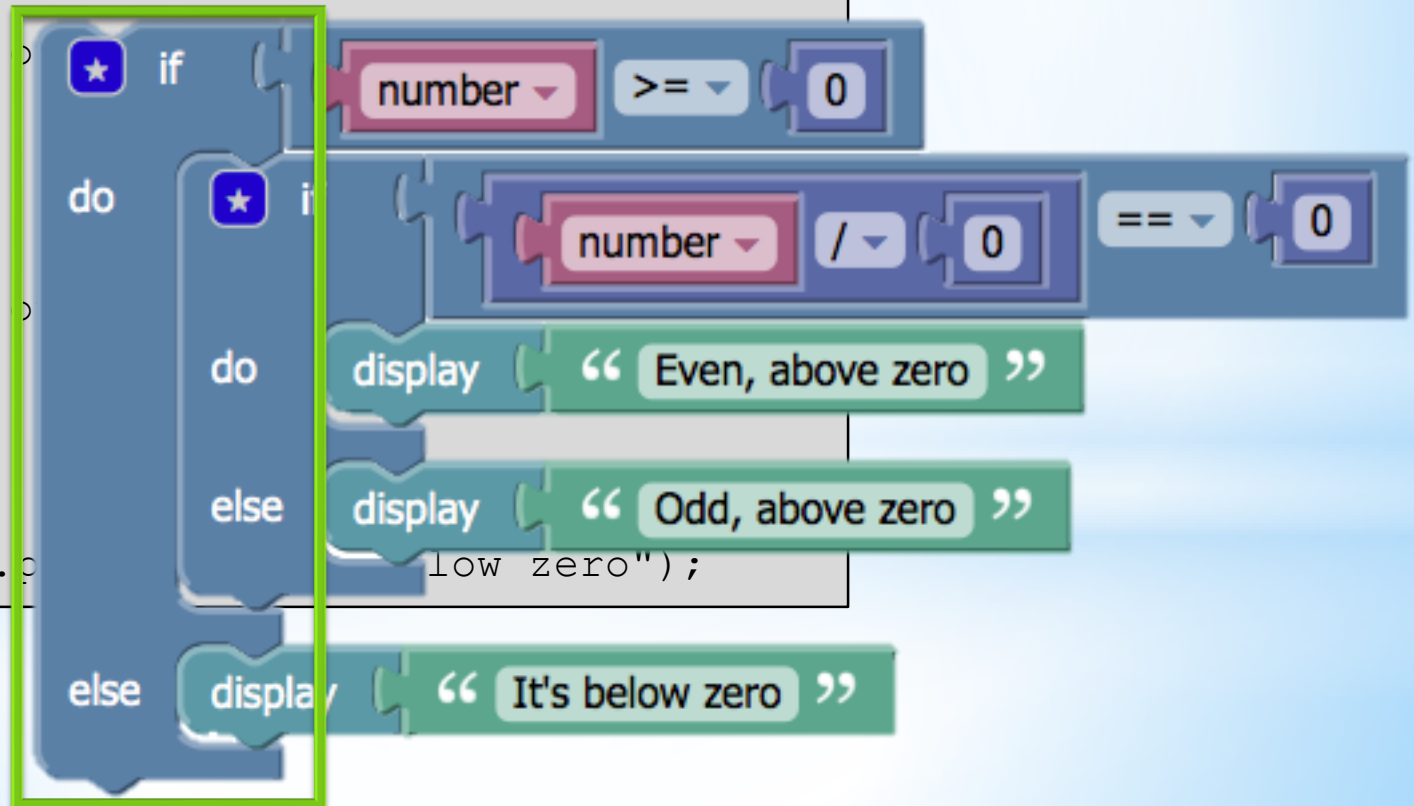 if number >= 0
do if number / 0 == 0
do display “ Even, above zero ”
else display “ Odd, above zero ”
low zero");
else display “ It's below zero ”